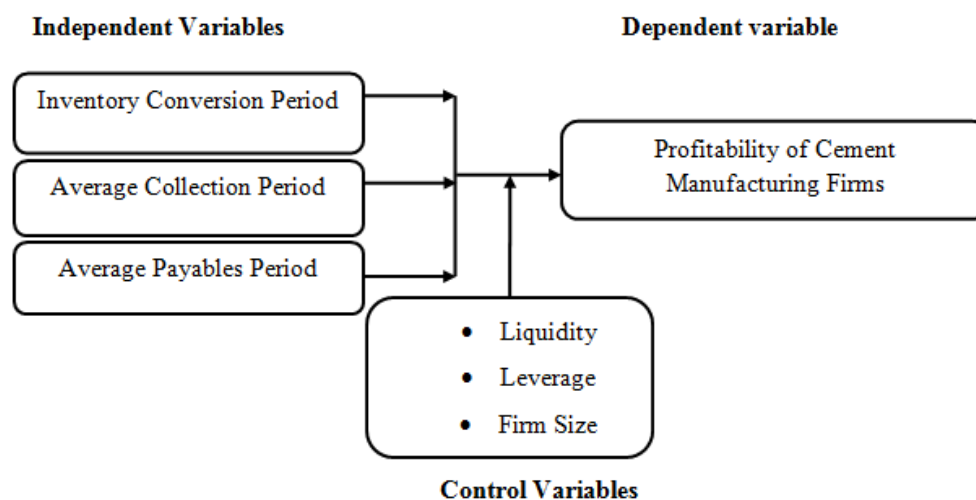 Independent Variables
Dependent variable
Inventory Conversion Period
Average Collection Period
Average Payables Period
Profitability of Cement
Manufacturing Firms
• Liquidity
• Leverage
• Firm Size
Control Variables